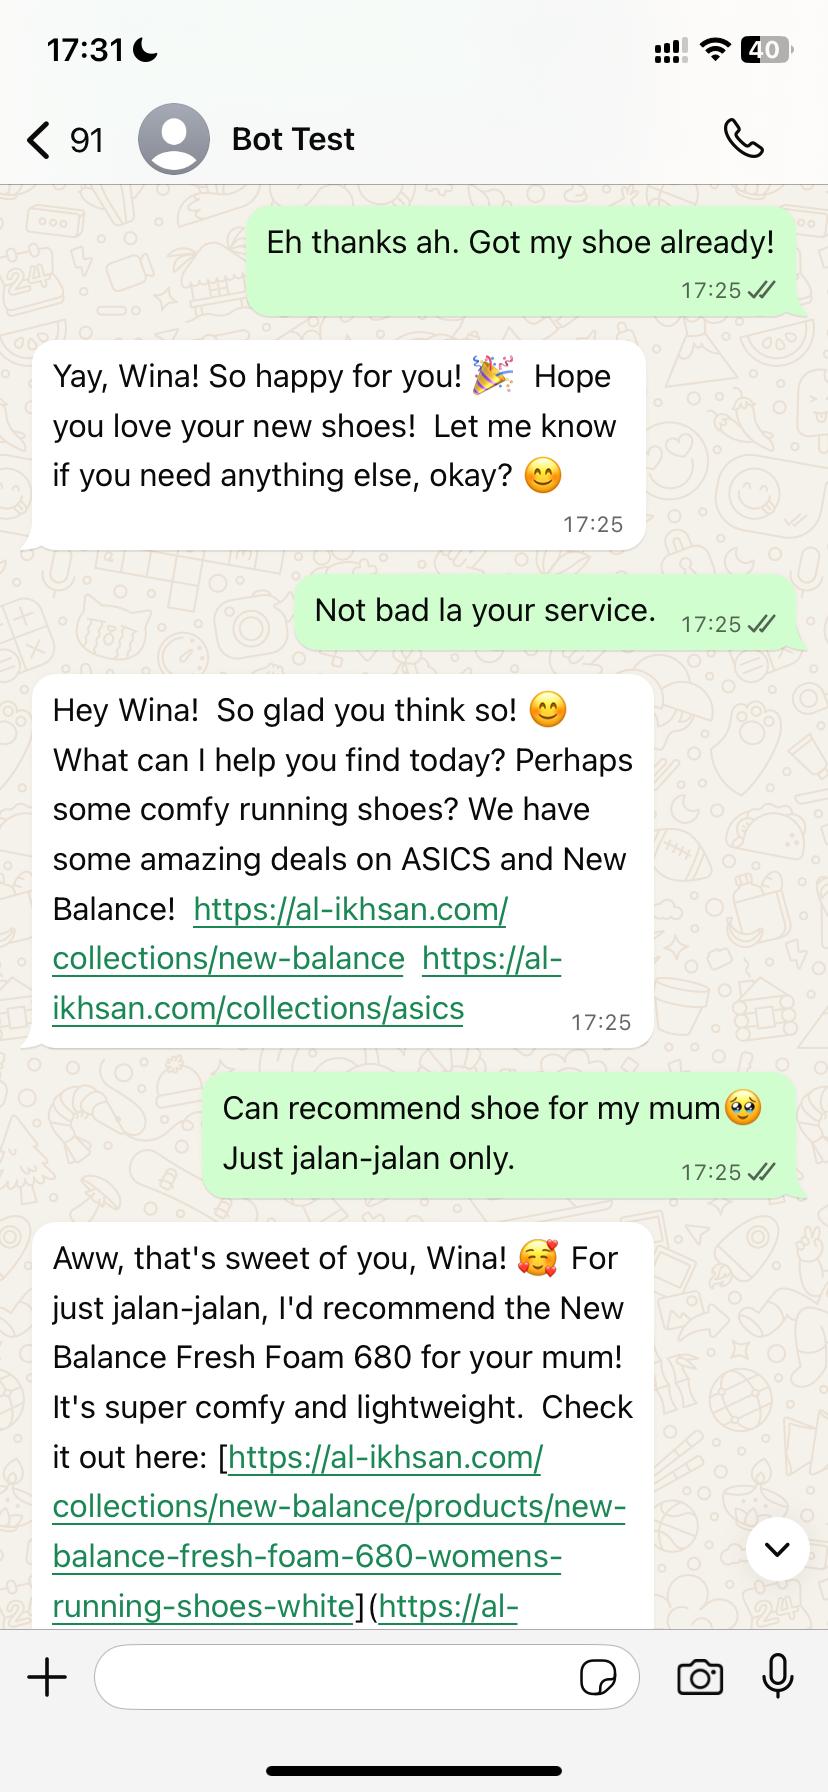 17:31
40
91 Bot Test
Eh thanks ah. Got my shoe already!
17:25
Yay, Wina! So happy for you! 🎉 Hope
you love your new shoes!  Let me know
if you need anything else, okay? 😊
17:25
Not bad la your service. 17:25
Hey Wina!  So glad you think so! 😊
What can I help you find today? Perhaps
some comfy running shoes? We have
some amazing deals on ASICS and New
Balance!  https://al-ikhsan.com/
collections/new-balance  https://al-
ikhsan.com/collections/asics
17:25
Can recommend shoe for my mum🥹
Just jalan-jalan only.
17:25
Aww, that's sweet of you, Wina! 🥰 For
just jalan-jalan, I'd recommend the New
Balance Fresh Foam 680 for your mum!
It's super comfy and lightweight.  Check
it out here: [https://al-ikhsan.com/
collections/new-balance/products/new-
balance-fresh-foam-680-womens-
running-shoes-white](https://al-